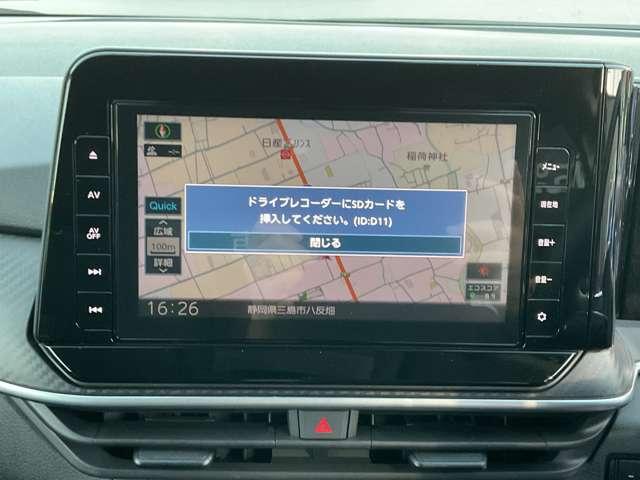 日産プリンス
稲荷神社
Quick
広域
100m
詳細
ドライブレコーダーにSDカードを
挿入してください。(ID:D11)
閉じる
エコスコア
16:26
静岡県三島市八反畑
AV
AV
OFF
メニュー
現在地
音量+
音量-